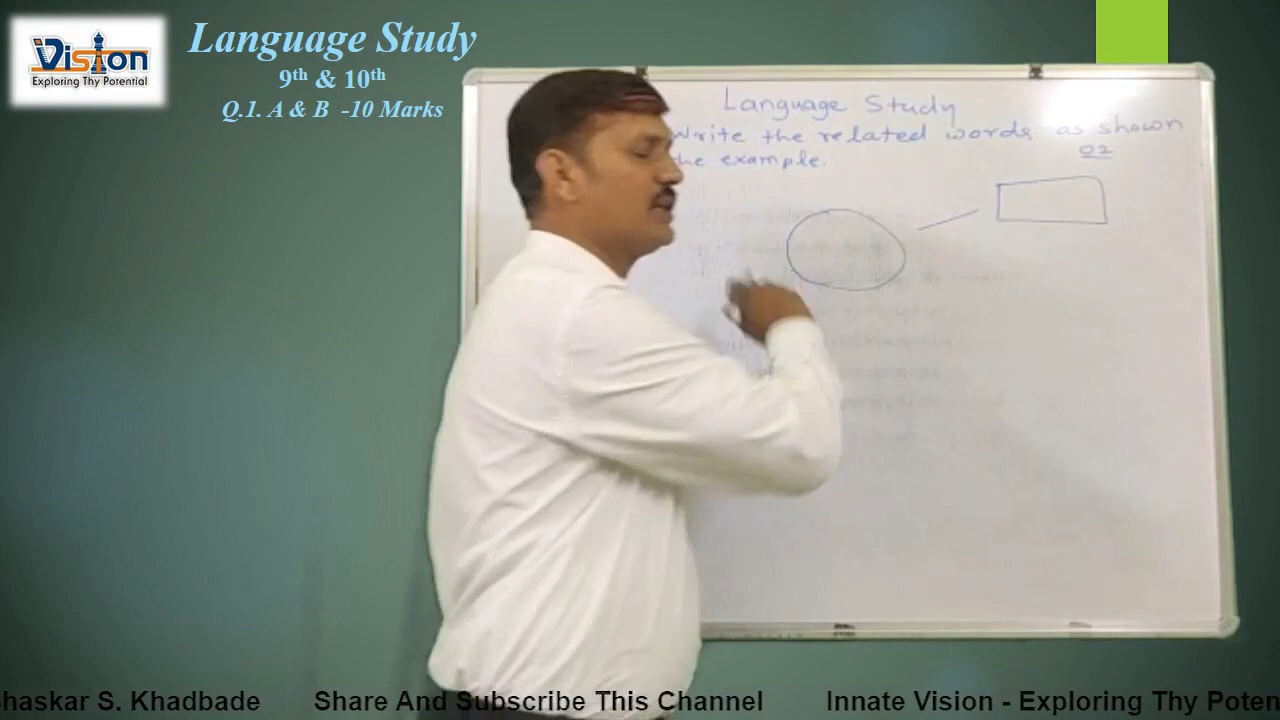 Vision
Exploring Thy Potential
Language Study
9th & 10th
Q.1. A & B -10 Marks
Language Study
Write the related words as shown
the example.
02
haskar S. Khadbade Share And Subscribe This Channel Innate Vision - Exploring Thy Poten